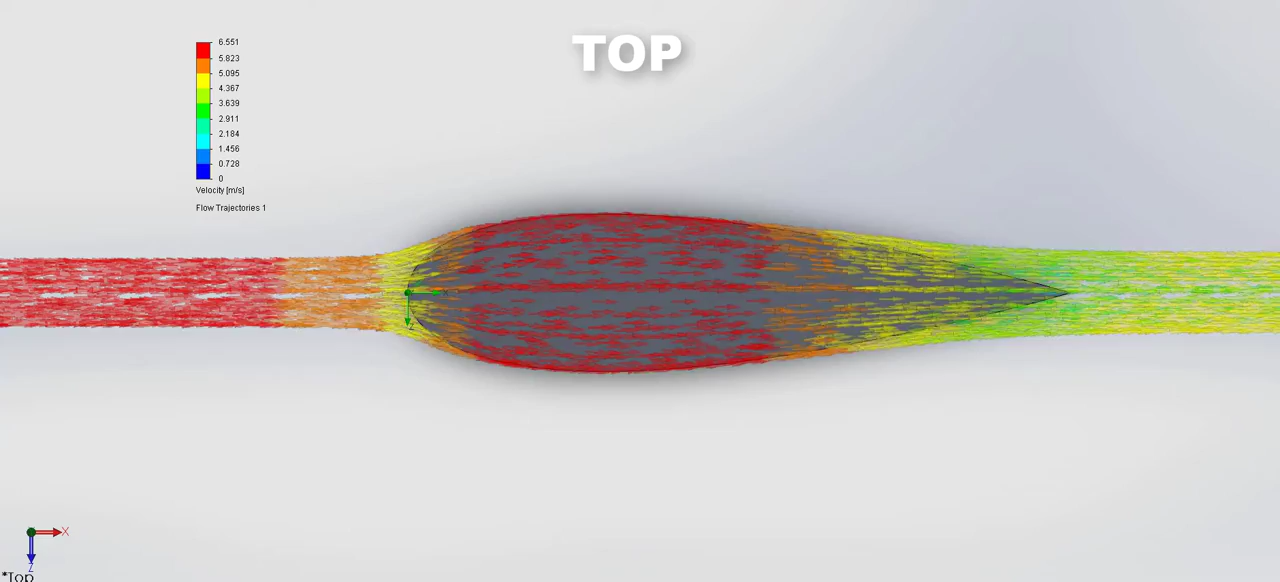 TOP
6.551
5.823
5.095
4.367
3.639
2.911
2.184
1.456
0.728
0
Velocity [m/s]
Flow Trajectories 1
X
Z
*Top